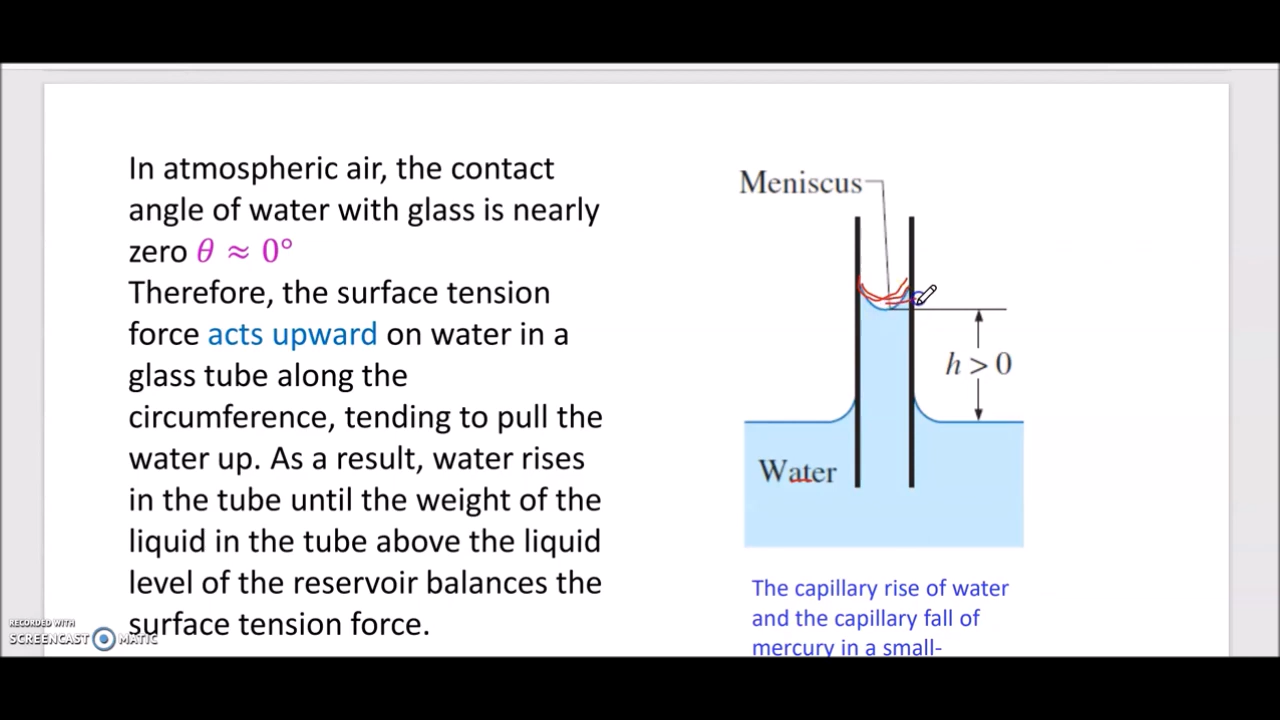 In atmospheric air, the contact
angle of water with glass is nearly
zero θ ≈ 0°
Therefore, the surface tension
force acts upward on water in a
glass tube along the
circumference, tending to pull the
water up. As a result, water rises
in the tube until the weight of the
liquid in the tube above the liquid
level of the reservoir balances the
surface tension force.
Meniscus
h > 0
Water
The capillary rise of water
and the capillary fall of
mercury in a small-
RECORDED WITH
SCREENCAST MATIC